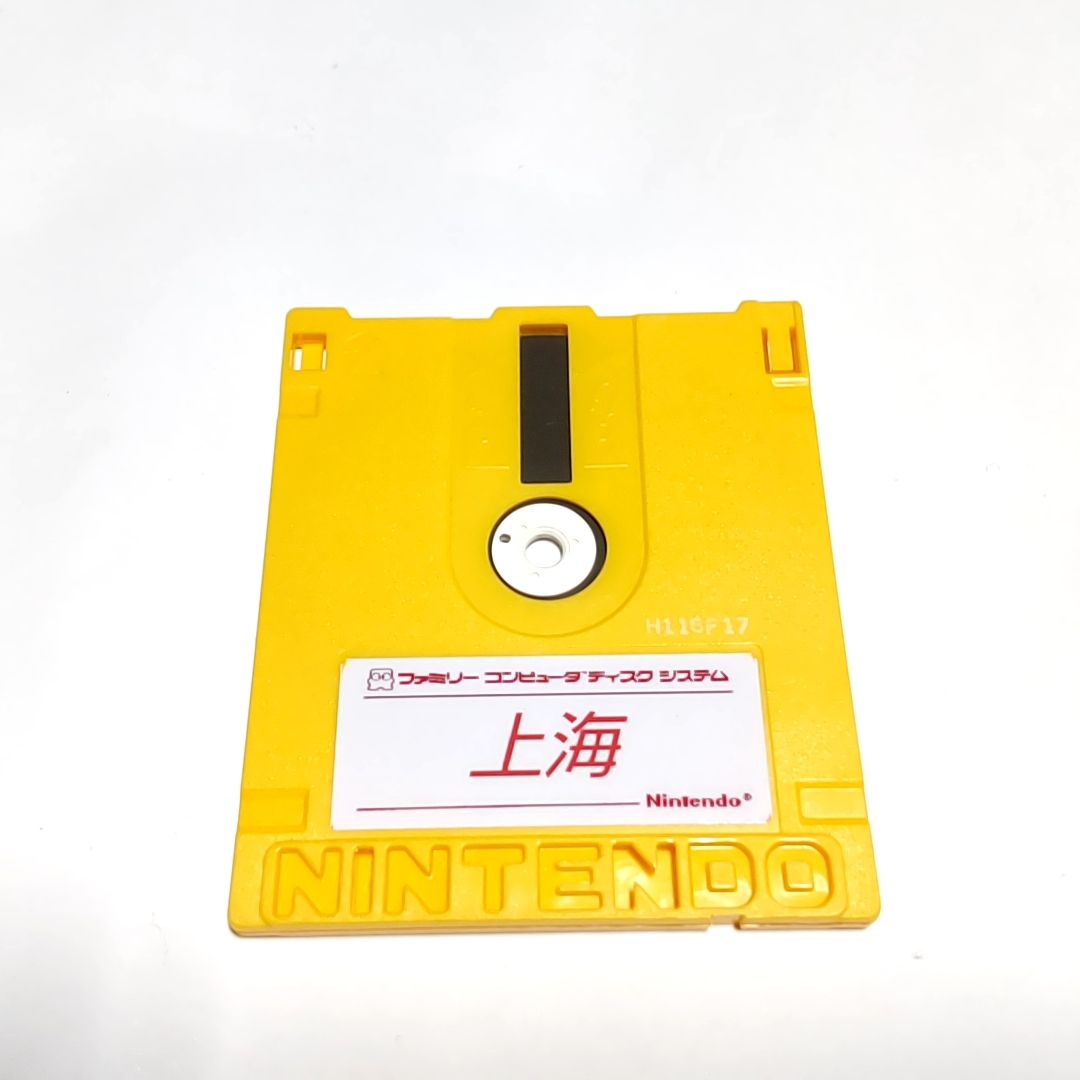 H116F17
ファミリー コンピュータ ディスク システム
上海
Nintendo®
NINTENDO